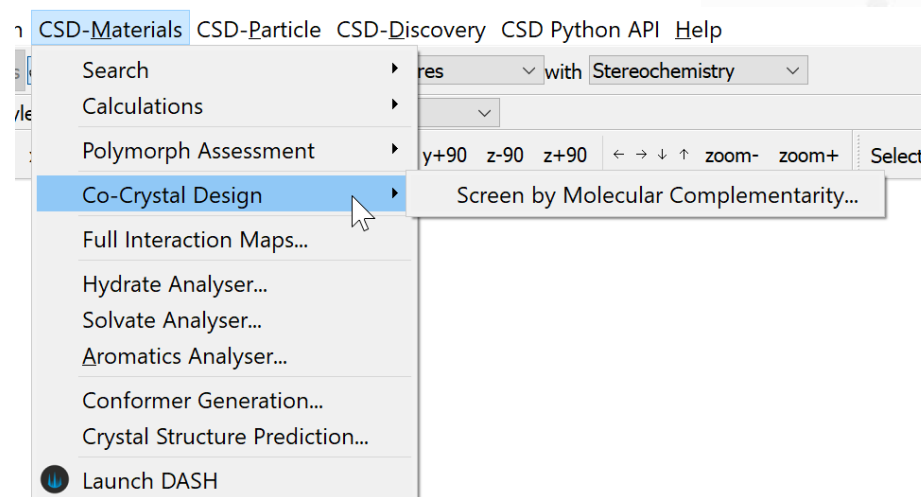 CSD-Materials CSD-Particle CSD-Discovery CSD Python API Help
Search
with Stereochemistry
Calculations
Polymorph Assessment
y+90 z-90 z+90 ← → ↓ ↑ zoom- zoom+
Co-Crystal Design
Screen by Molecular Complementarity...
Full Interaction Maps...
Hydrate Analyser...
Solvate Analyser...
Aromatics Analyser...
Conformer Generation...
Crystal Structure Prediction...
Launch DASH